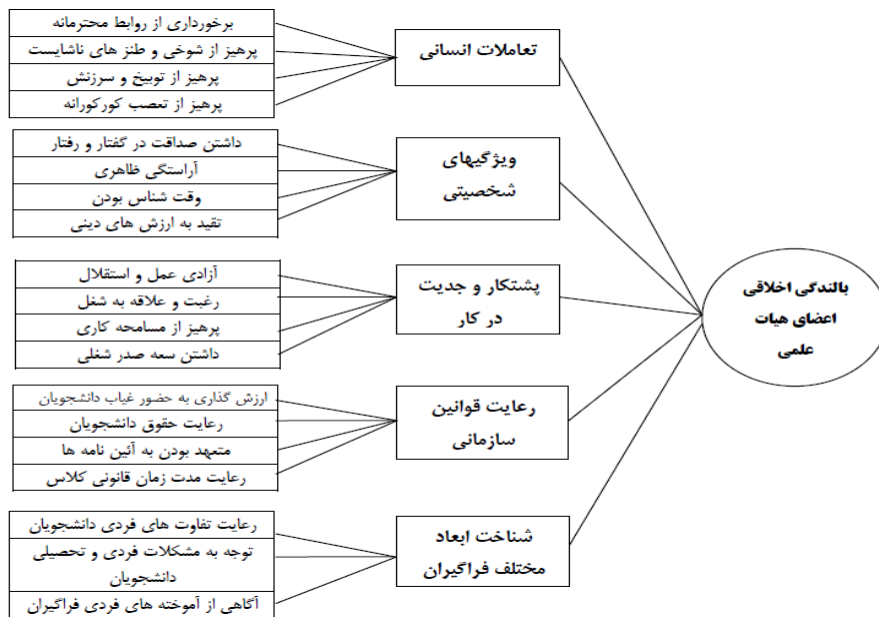 بالندگی اخلاقی
اعضای هیات
علمی
تعاملات انسانی
برخورداری از روابط محترمانه
پرهیز از شوخی و طنز های ناشایست
پرهیز از توبیخ و سرزنش
پرهیز از تعصب کورکورانه
ویژگیهای
شخصیتی
داشتن صداقت در گفتار و رفتار
آراستگی ظاهری
وقت شناس بودن
تقید به ارزش های دینی
پشتکار و جدیت
در کار
آزادی عمل و استقلال
رغبت و علاقه به شغل
پرهیز از مسامحه کاری
داشتن سعه صدر شغلی
رعایت قوانین
سازمانی
ارزش گذاری به حضور غیاب دانشجویان
رعایت حقوق دانشجویان
متعهد بودن به آئین نامه ها
رعایت مدت زمان قانونی کلاس
شناخت ابعاد
مختلف فراگیران
رعایت تفاوت های فردی دانشجویان
توجه به مشکلات فردی و تحصیلی
دانشجویان
آگاهی از آموخته های فردی فراگیران